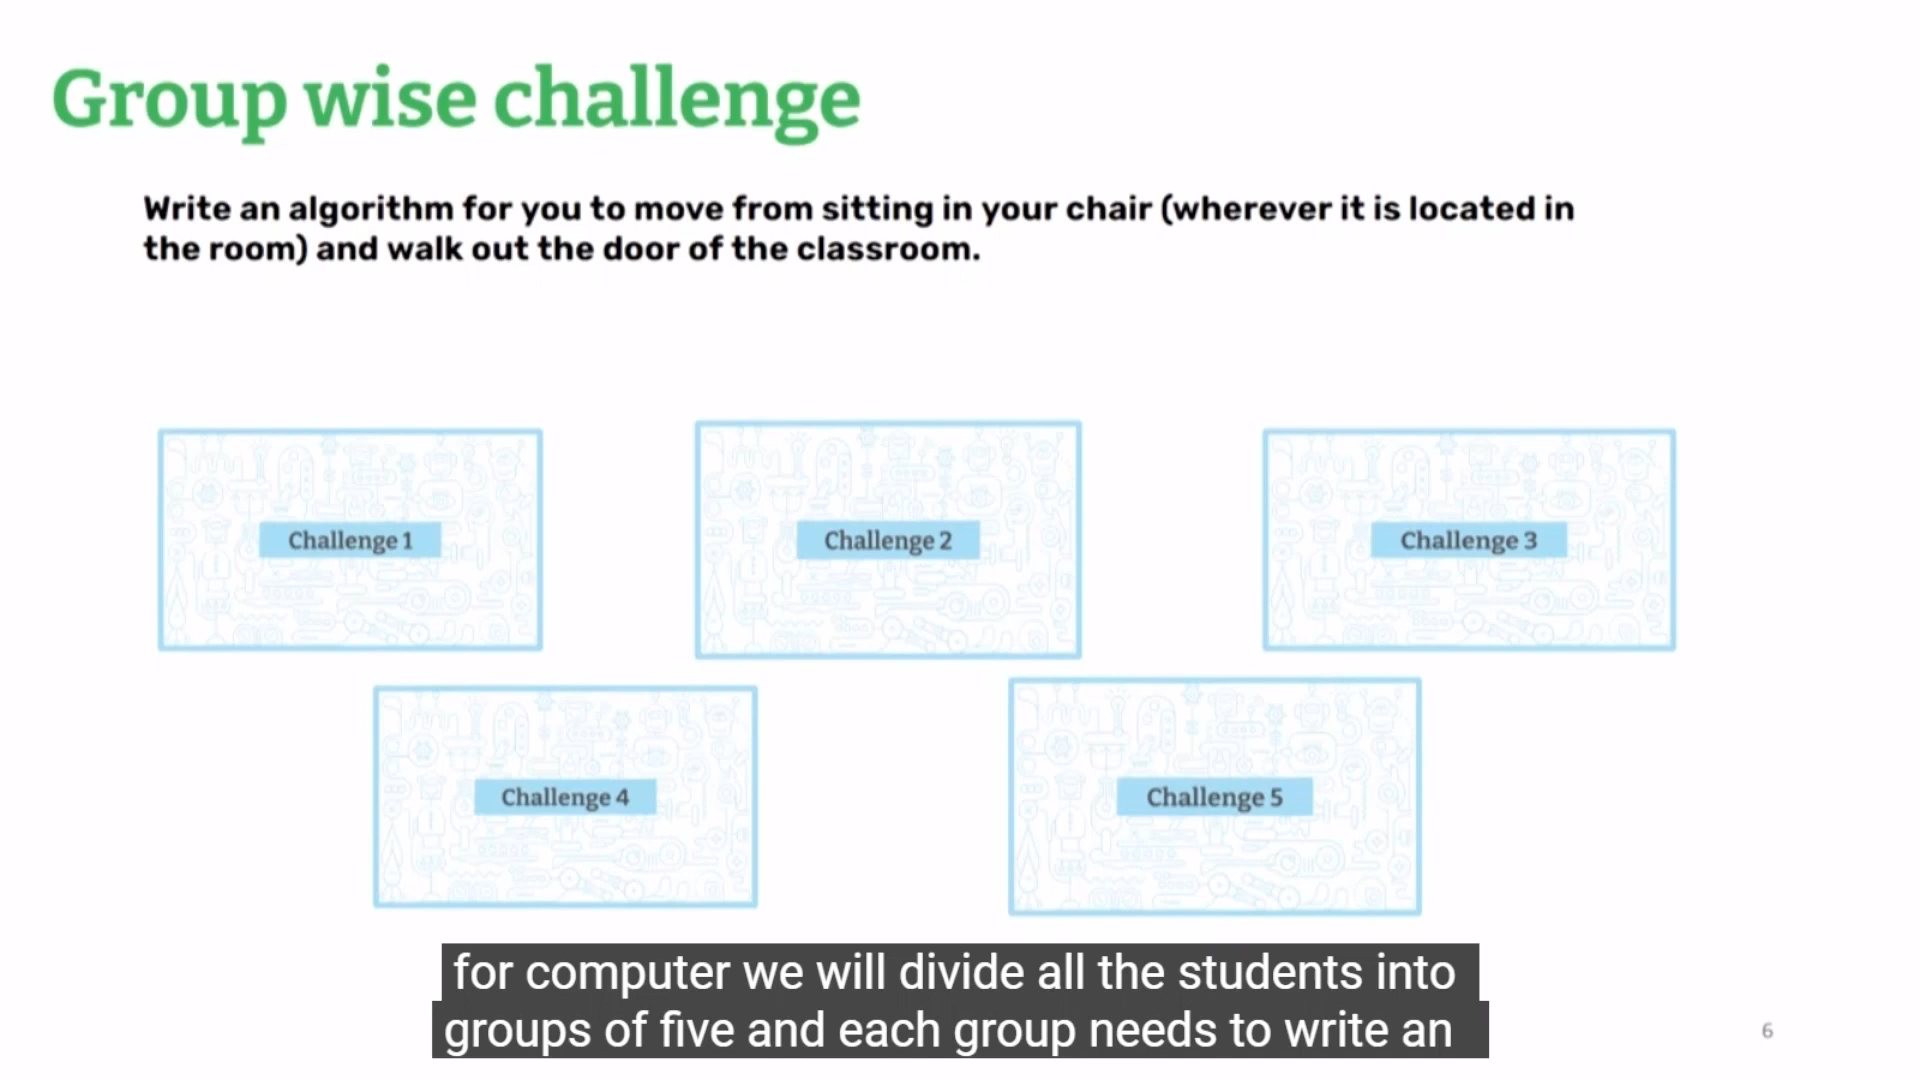 Group wise challenge
Write an algorithm for you to move from sitting in your chair (wherever it is located in
the room) and walk out the door of the classroom.
Challenge 1
Challenge 2
Challenge 3
Challenge 4
Challenge 5
for computer we will divide all the students into
groups of five and each group needs to write an
6